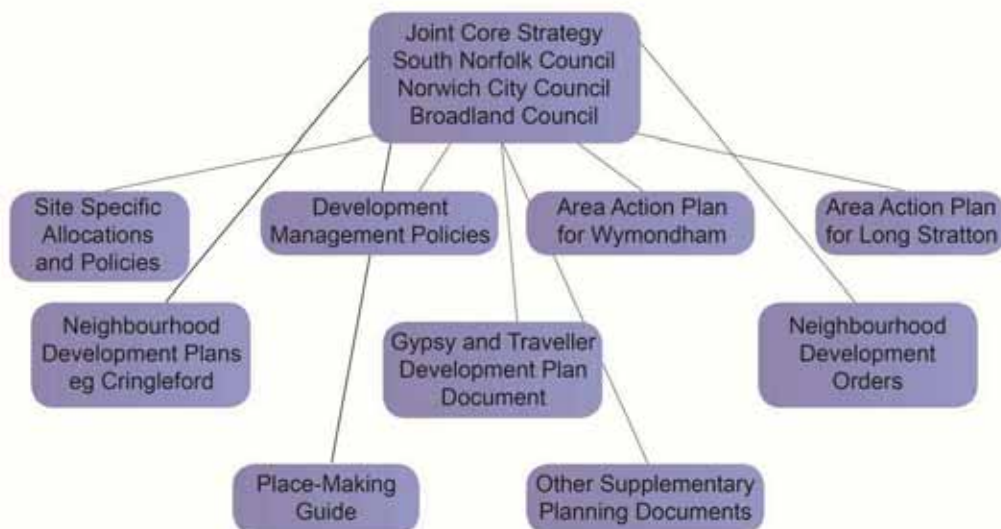 Joint Core Strategy
South Norfolk Council
Norwich City Council
Broadland Council
Site Specific
Allocations
and Policies
Development
Management Policies
Area Action Plan
for Wymondham
Area Action Plan
for Long Stratton
Neighbourhood
Development Plans
eg Cringleford
Gypsy and Traveller
Development Plan
Document
Neighbourhood
Development
Orders
Place-Making
Guide
Other Supplementary
Planning Documents